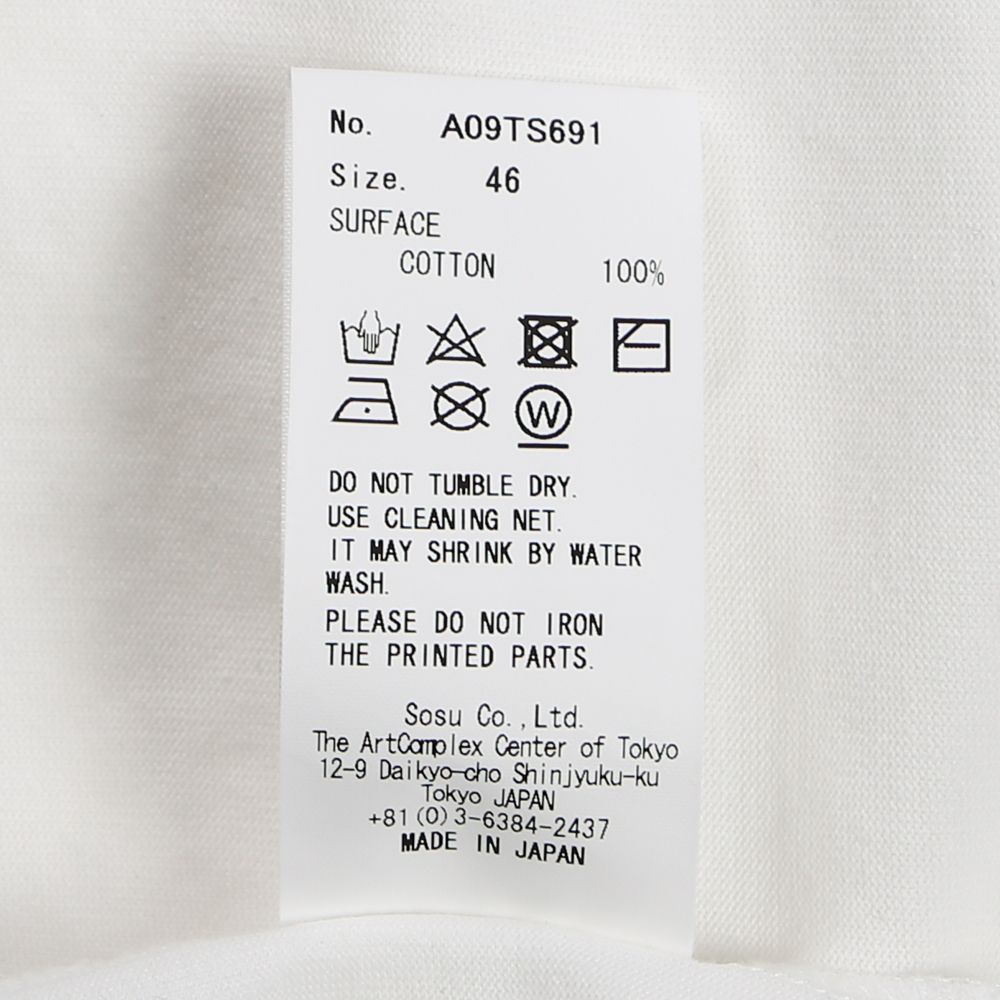 No. A09TS691
Size. 46
SURFACE
COTTON 100%
W
DO NOT TUMBLE DRY.
USE CLEANING NET.
IT MAY SHRINK BY WATER
WASH.
PLEASE DO NOT IRON
THE PRINTED PARTS.
Sosu Co.,Ltd.
The ArtComplex Center of Tokyo
12-9 Daikyo-cho Shinjyuku-ku
Tokyo JAPAN
+81(0)3-6384-2437
MADE IN JAPAN